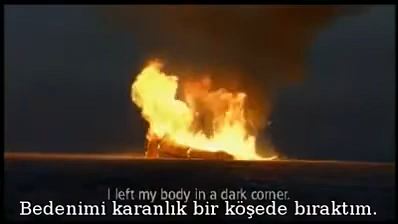 I left my body in a dark corner.
Bedenimi karanlık bir köşede bıraktım.